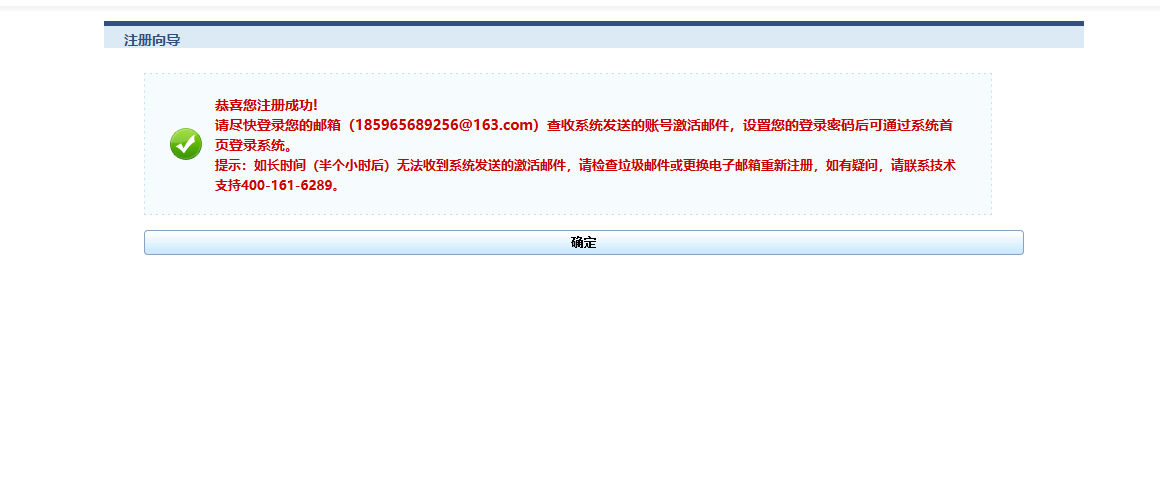 注册向导
恭喜您注册成功!
请尽快登录您的邮箱（185965689256@163.com）查收系统发送的账号激活邮件，设置您的登录密码后可通过系统首
页登录系统。
提示：如长时间（半个小时后）无法收到系统发送的激活邮件，请检查垃圾邮件或更换电子邮箱重新注册，如有疑问，请联系技术
支持400-161-6289。
确定